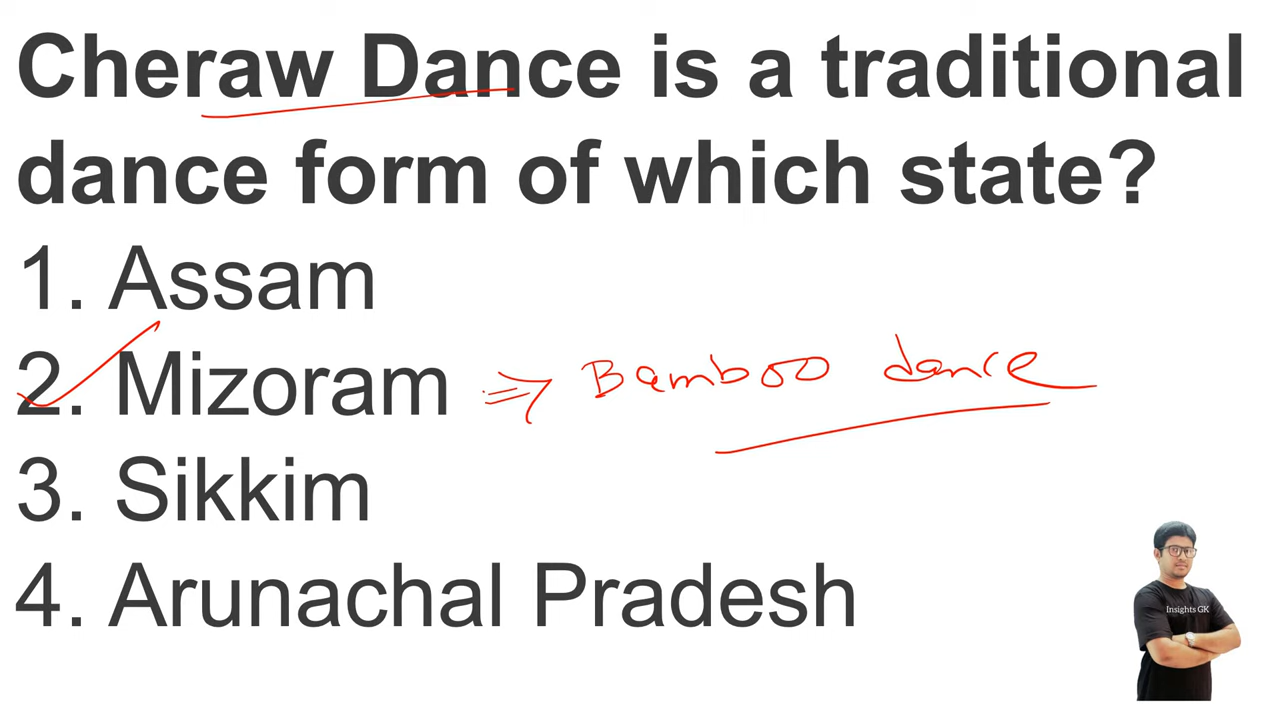 Cheraw Dance is a traditional
dance form of which state?
1. Assam
2. Mizoram ⇒ Bamboo dance
3. Sikkim
4. Arunachal Pradesh
Insights GK